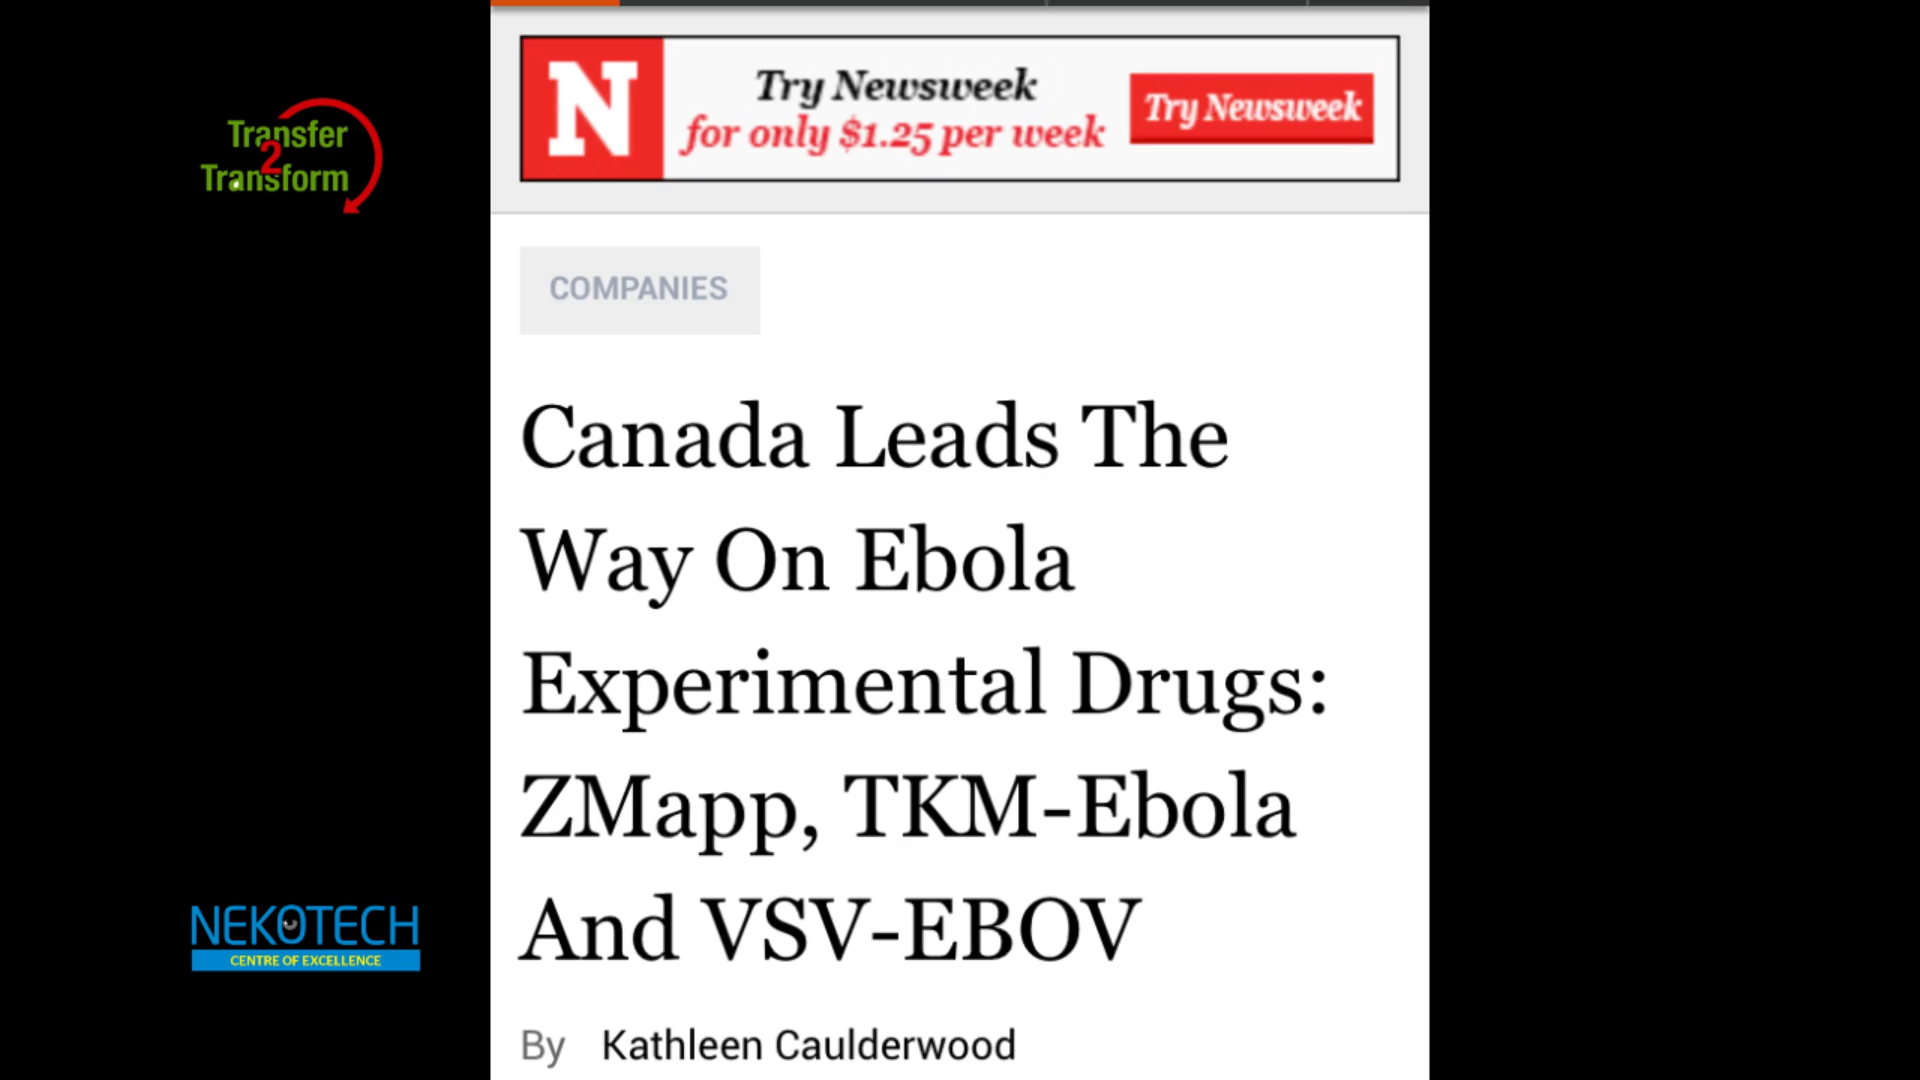 Transfer
2
Transform
N
Try Newsweek
for only $1.25 per week
Try Newsweek
COMPANIES
Canada Leads The
Way On Ebola
Experimental Drugs:
ZMapp, TKM-Ebola
And VSV-EBOV
By Kathleen Caulderwood
NEKOTECH
CENTRE OF EXCELLENCE